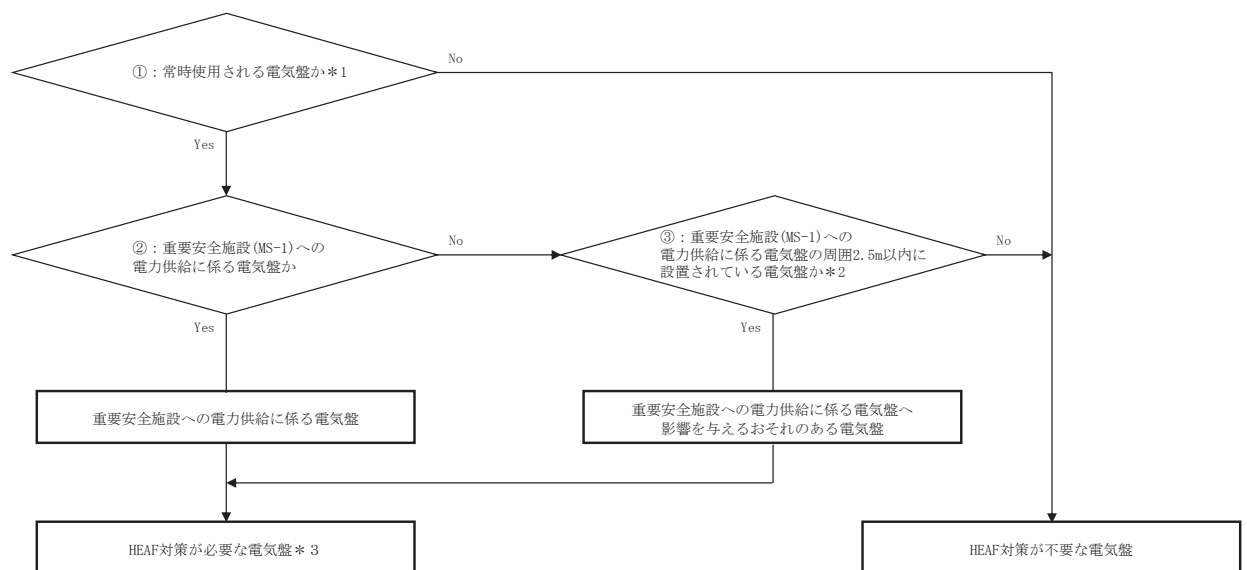 ①：常時使用される電気盤か＊1
No
Yes
②：重要安全施設(MS-1)への
電力供給に係る電気盤か
No
③：重要安全施設(MS-1)への
電力供給に係る電気盤の周囲2.5m以内に
設置されている電気盤か＊2
No
Yes
Yes
重要安全施設への電力供給に係る電気盤
重要安全施設への電力供給に係る電気盤へ
影響を与えるおそれのある電気盤
HEAF対策が必要な電気盤＊３
HEAF対策が不要な電気盤